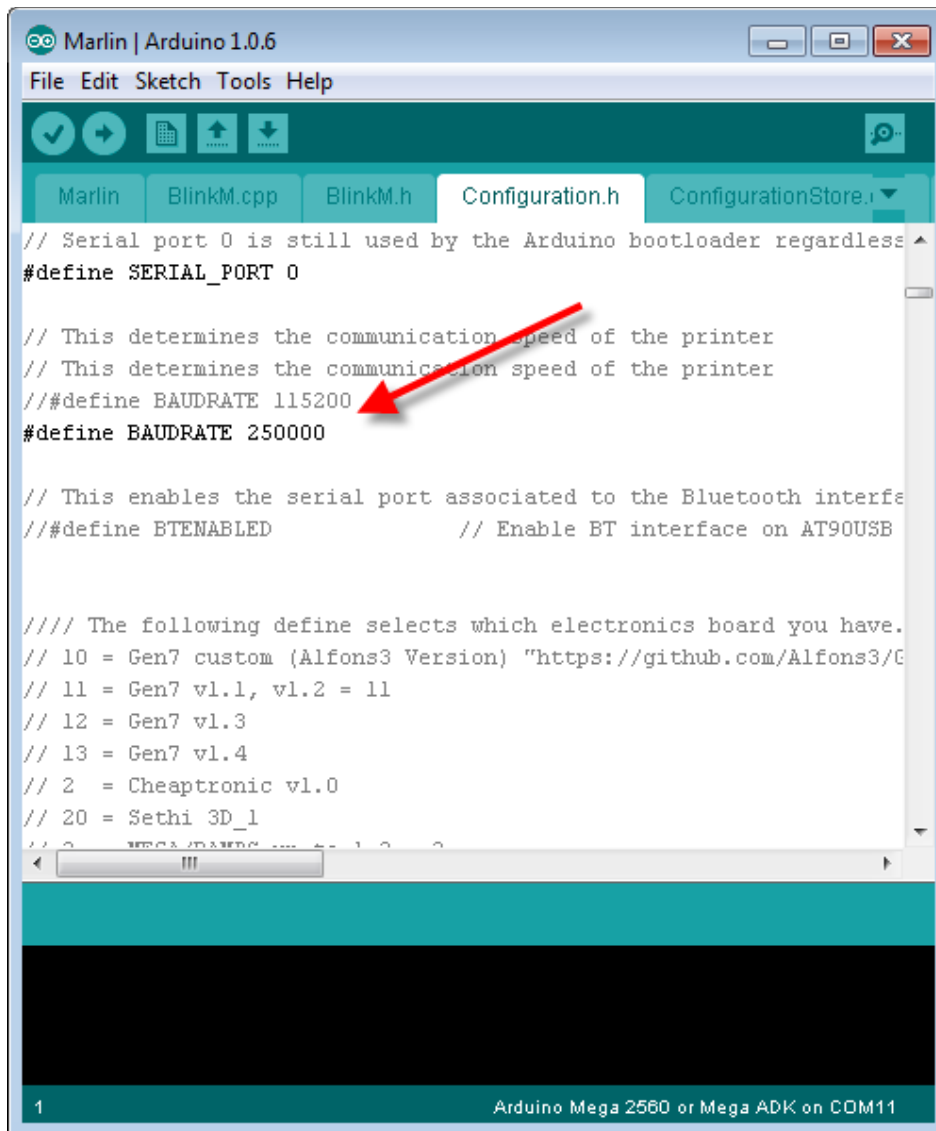 Marlin | Arduino 1.0.6
File Edit Sketch Tools Help
Marlin BlinkM.cpp BlinkM.h Configuration.h ConfigurationStore.
// Serial port 0 is still used by the Arduino bootloader regardless
#define SERIAL_PORT 0
// This determines the communication speed of the printer
// This determines the communication speed of the printer
//#define BAUDRATE 115200
#define BAUDRATE 250000
// This enables the serial port associated to the Bluetooth interfa
//#define BTENABLED // Enable BT interface on AT90USB
//// The following define selects which electronics board you have.
// 10 = Gen7 custom (Alfons3 Version) "https://github.com/Alfons3/G
// 11 = Gen7 v1.1, v1.2 = 11
// 12 = Gen7 v1.3
// 13 = Gen7 v1.4
// 2 = Cheaptronic v1.0
// 20 = Sethi 3D_1
1 Arduino Mega 2560 or Mega ADK on COM11